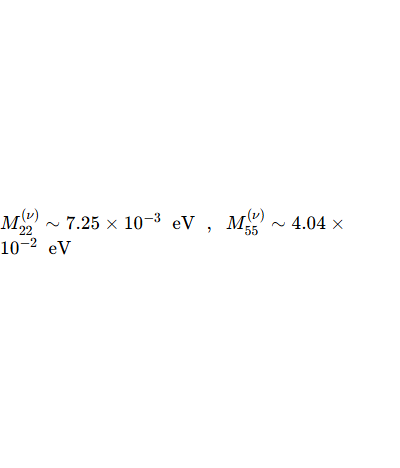 $M_{22}^{(\nu)} \sim 7.25 \times 10^{-3}$ eV , $M_{55}^{(\nu)} \sim 4.04 \times$
$10^{-2}$ eV